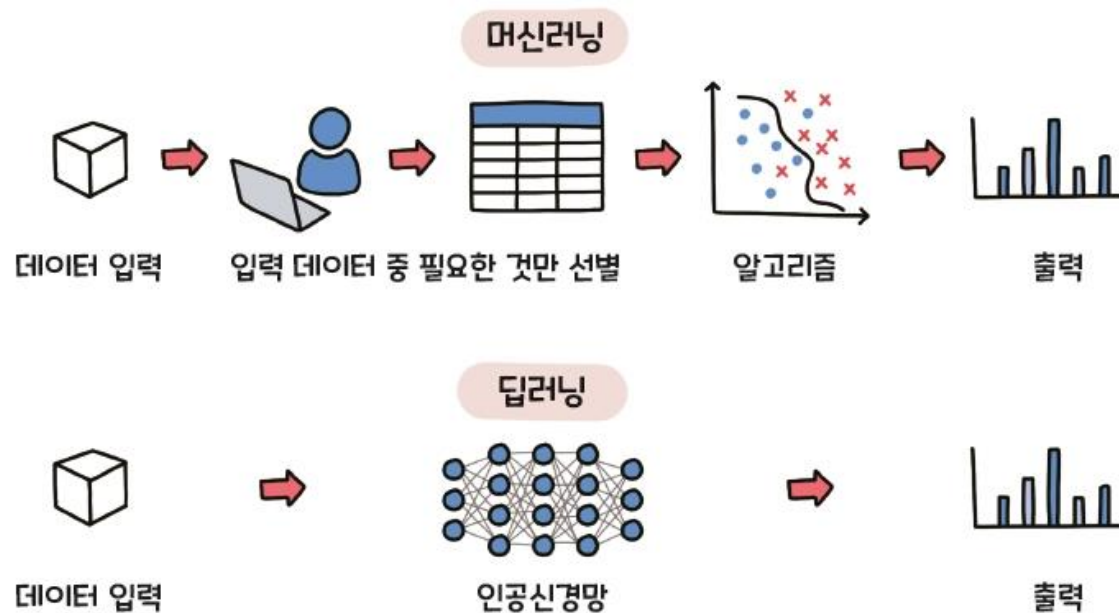 머신러닝
데이터 입력
입력 데이터 중 필요한 것만 선별
알고리즘
출력
딥러닝
데이터 입력
인공신경망
출력